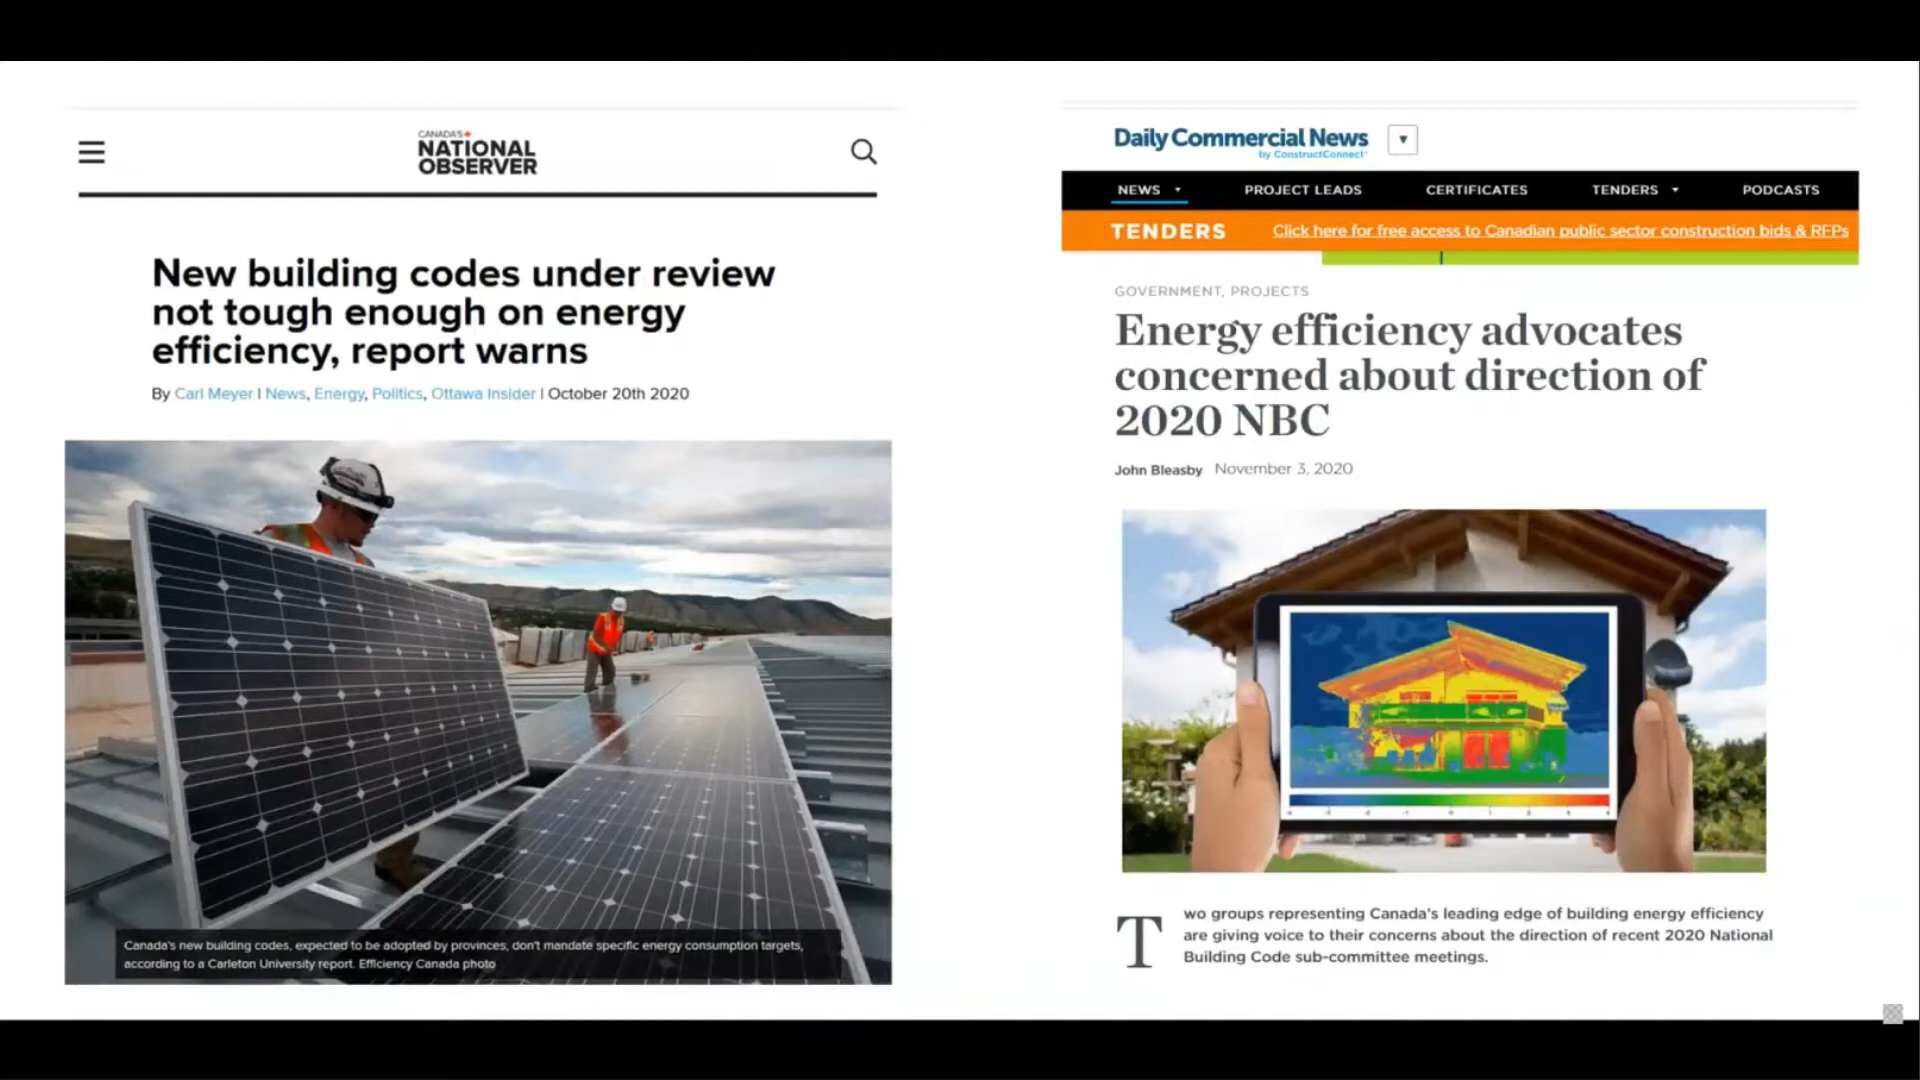 CANADA'S
NATIONAL
OBSERVER
New building codes under review
not tough enough on energy
efficiency, report warns
By Carl Meyer | News, Energy, Politics, Ottawa Insider | October 20th 2020
Canada's new building codes, expected to be adopted by provinces, don't mandate specific energy consumption targets,
according to a Carleton University report. Efficiency Canada photo
Daily Commercial News
by ConstructConnect
NEWS PROJECT LEADS CERTIFICATES TENDERS PODCASTS
TENDERS Click here for free access to Canadian public sector construction bids & RFPs
GOVERNMENT, PROJECTS
Energy efficiency advocates
concerned about direction of
2020 NBC
John Bleasby November 3, 2020
Two groups representing Canada's leading edge of building energy efficiency
are giving voice to their concerns about the direction of recent 2020 National
Building Code sub-committee meetings.